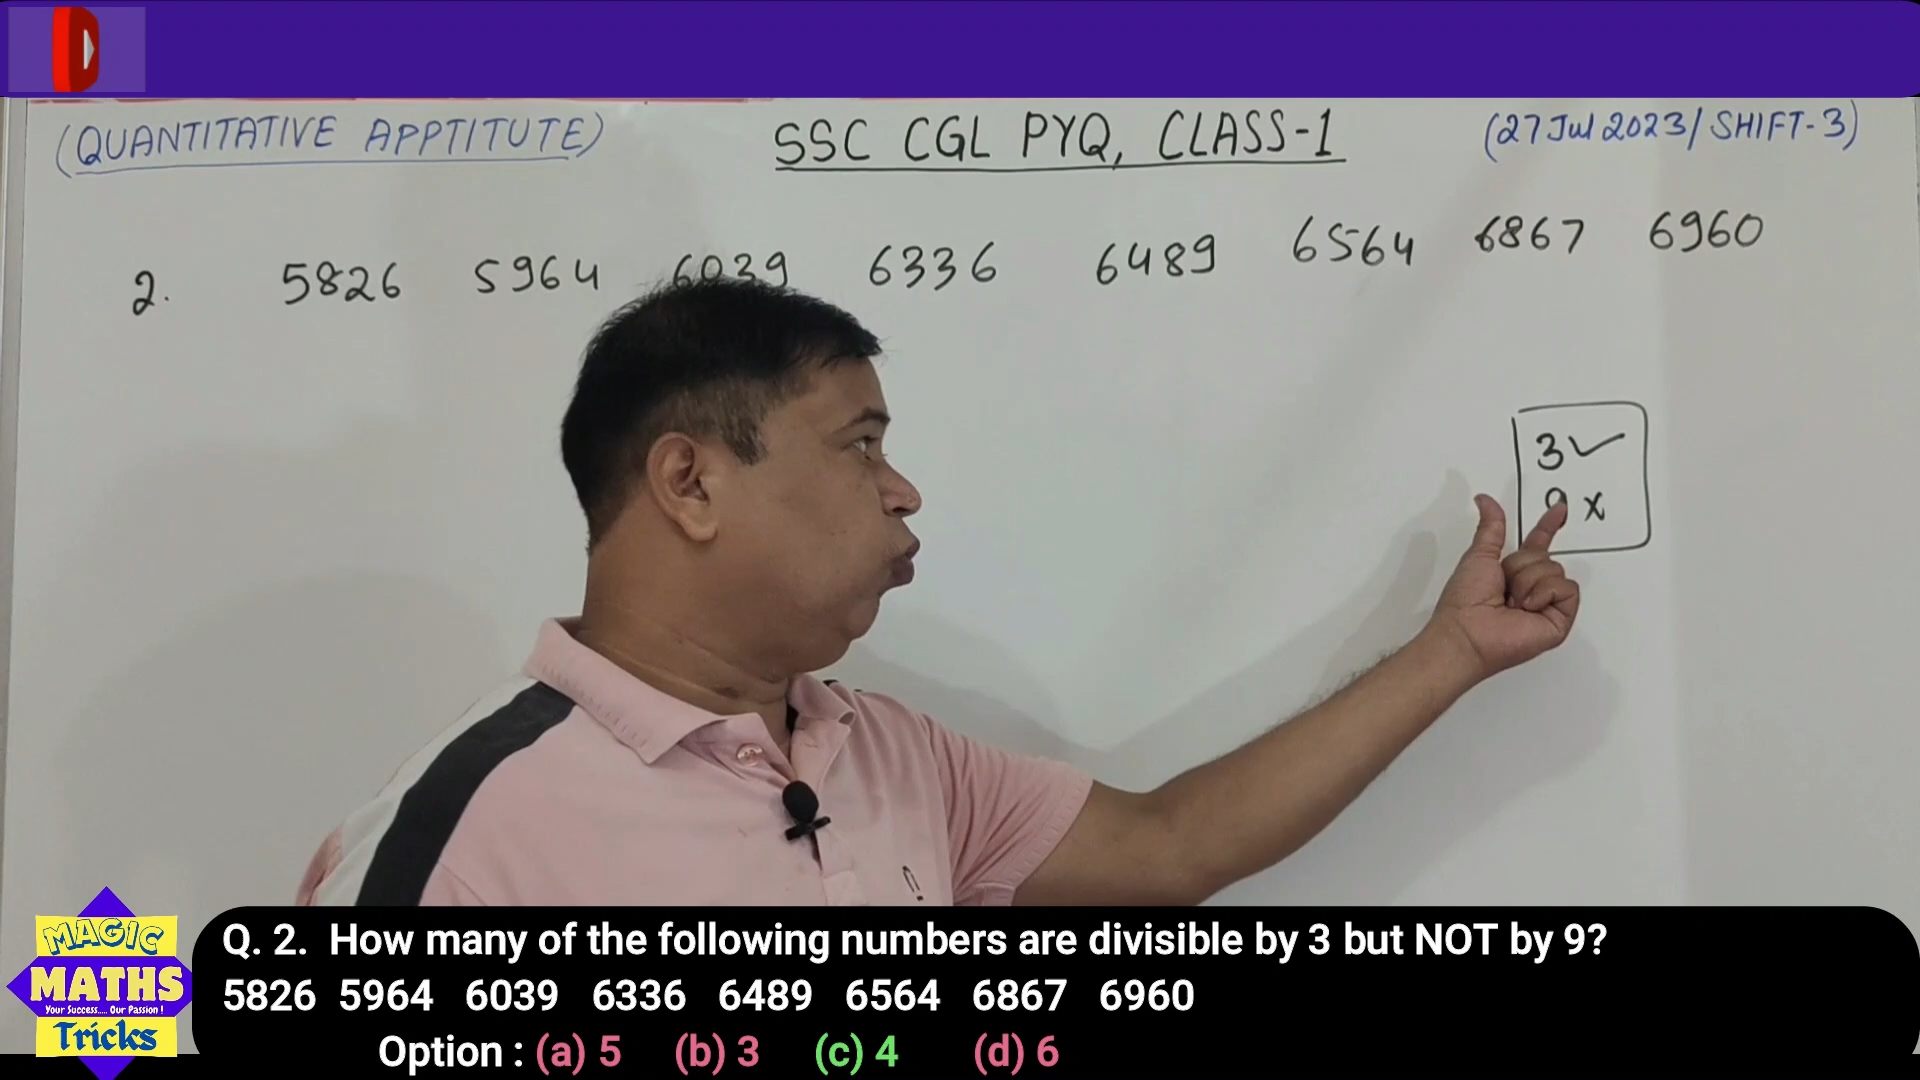 (QUANTITATIVE APPTITUTE) SSC CGL PYQ, CLASS-1 (27 Jul 2023/ SHIFT-3)
2. 5826 5964 6039 6336 6489 6564 6867 6960
3 ✓
9 x
MAGIC
MATHS
Your Success..... Our Passion !
Tricks
Q. 2. How many of the following numbers are divisible by 3 but NOT by 9?
5826 5964 6039 6336 6489 6564 6867 6960
Option : (a) 5 (b) 3 (c) 4 (d) 6